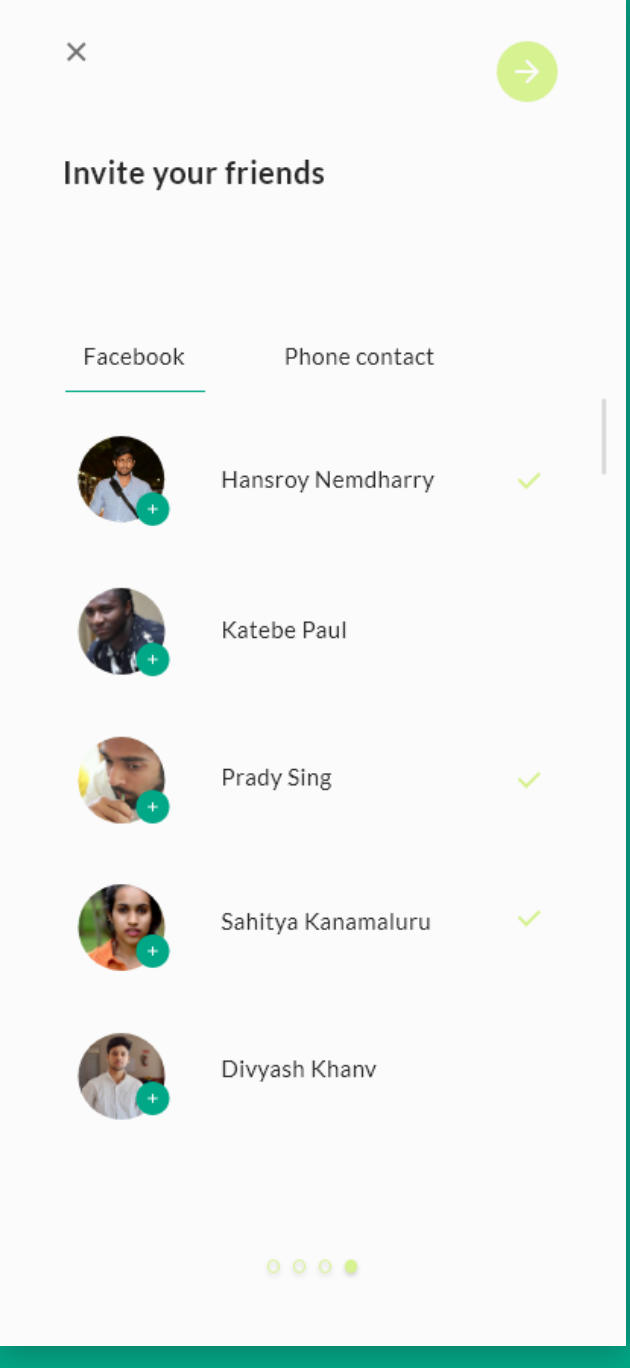 Invite your friends
Facebook
Phone contact
Hansroy Nemdharry
Katebe Paul
Prady Sing
Sahitya Kanamaluru
Divyash Khanv